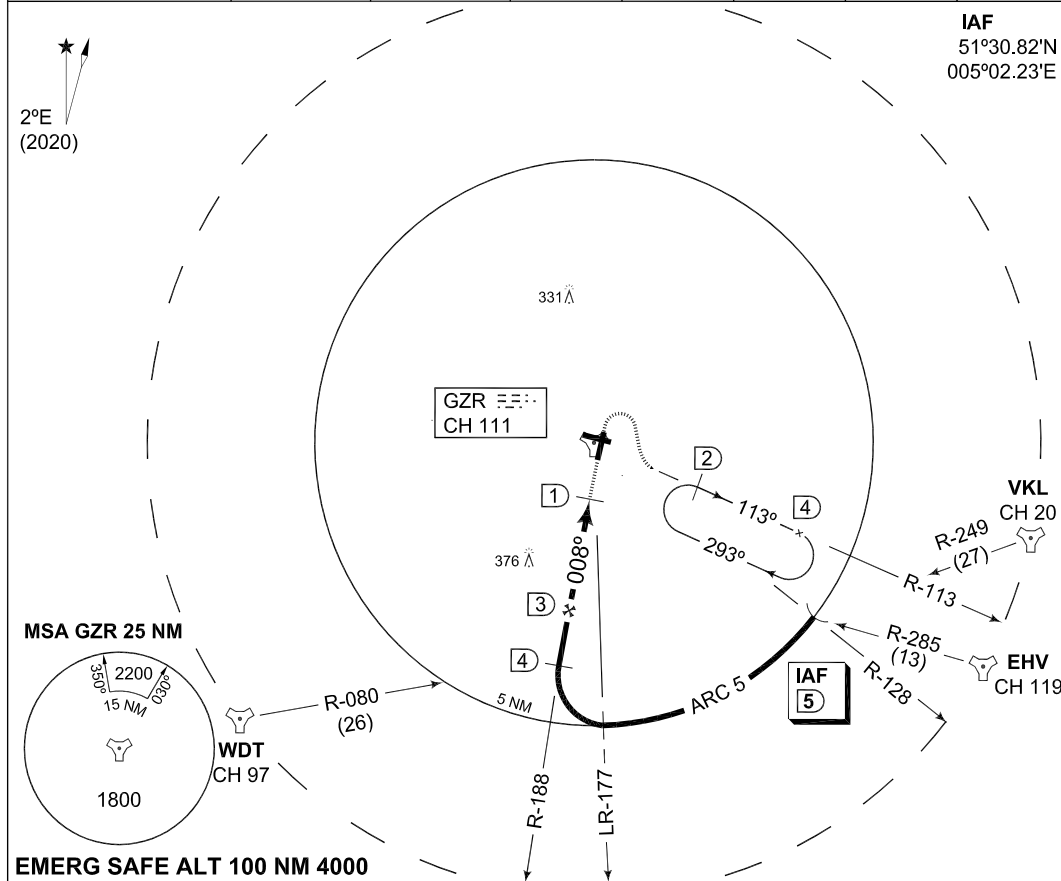 IAF
51º30.82'N
005º02.23'E
2ºE
(2020)
331
GZR
CH 111
2
1
113º
4
293º
VKL
CH 20
R-249
(27)
376
008º
R-113
3
MSA GZR 25 NM
R-285
(13)
EHV
CH 119
4
2200
350º
030º
15 NM
IAF
5
R-128
ARC 5
5 NM
R-080
(26)
WDT
CH 97
1800
R-188
LR-177
EMERG SAFE ALT 100 NM 4000